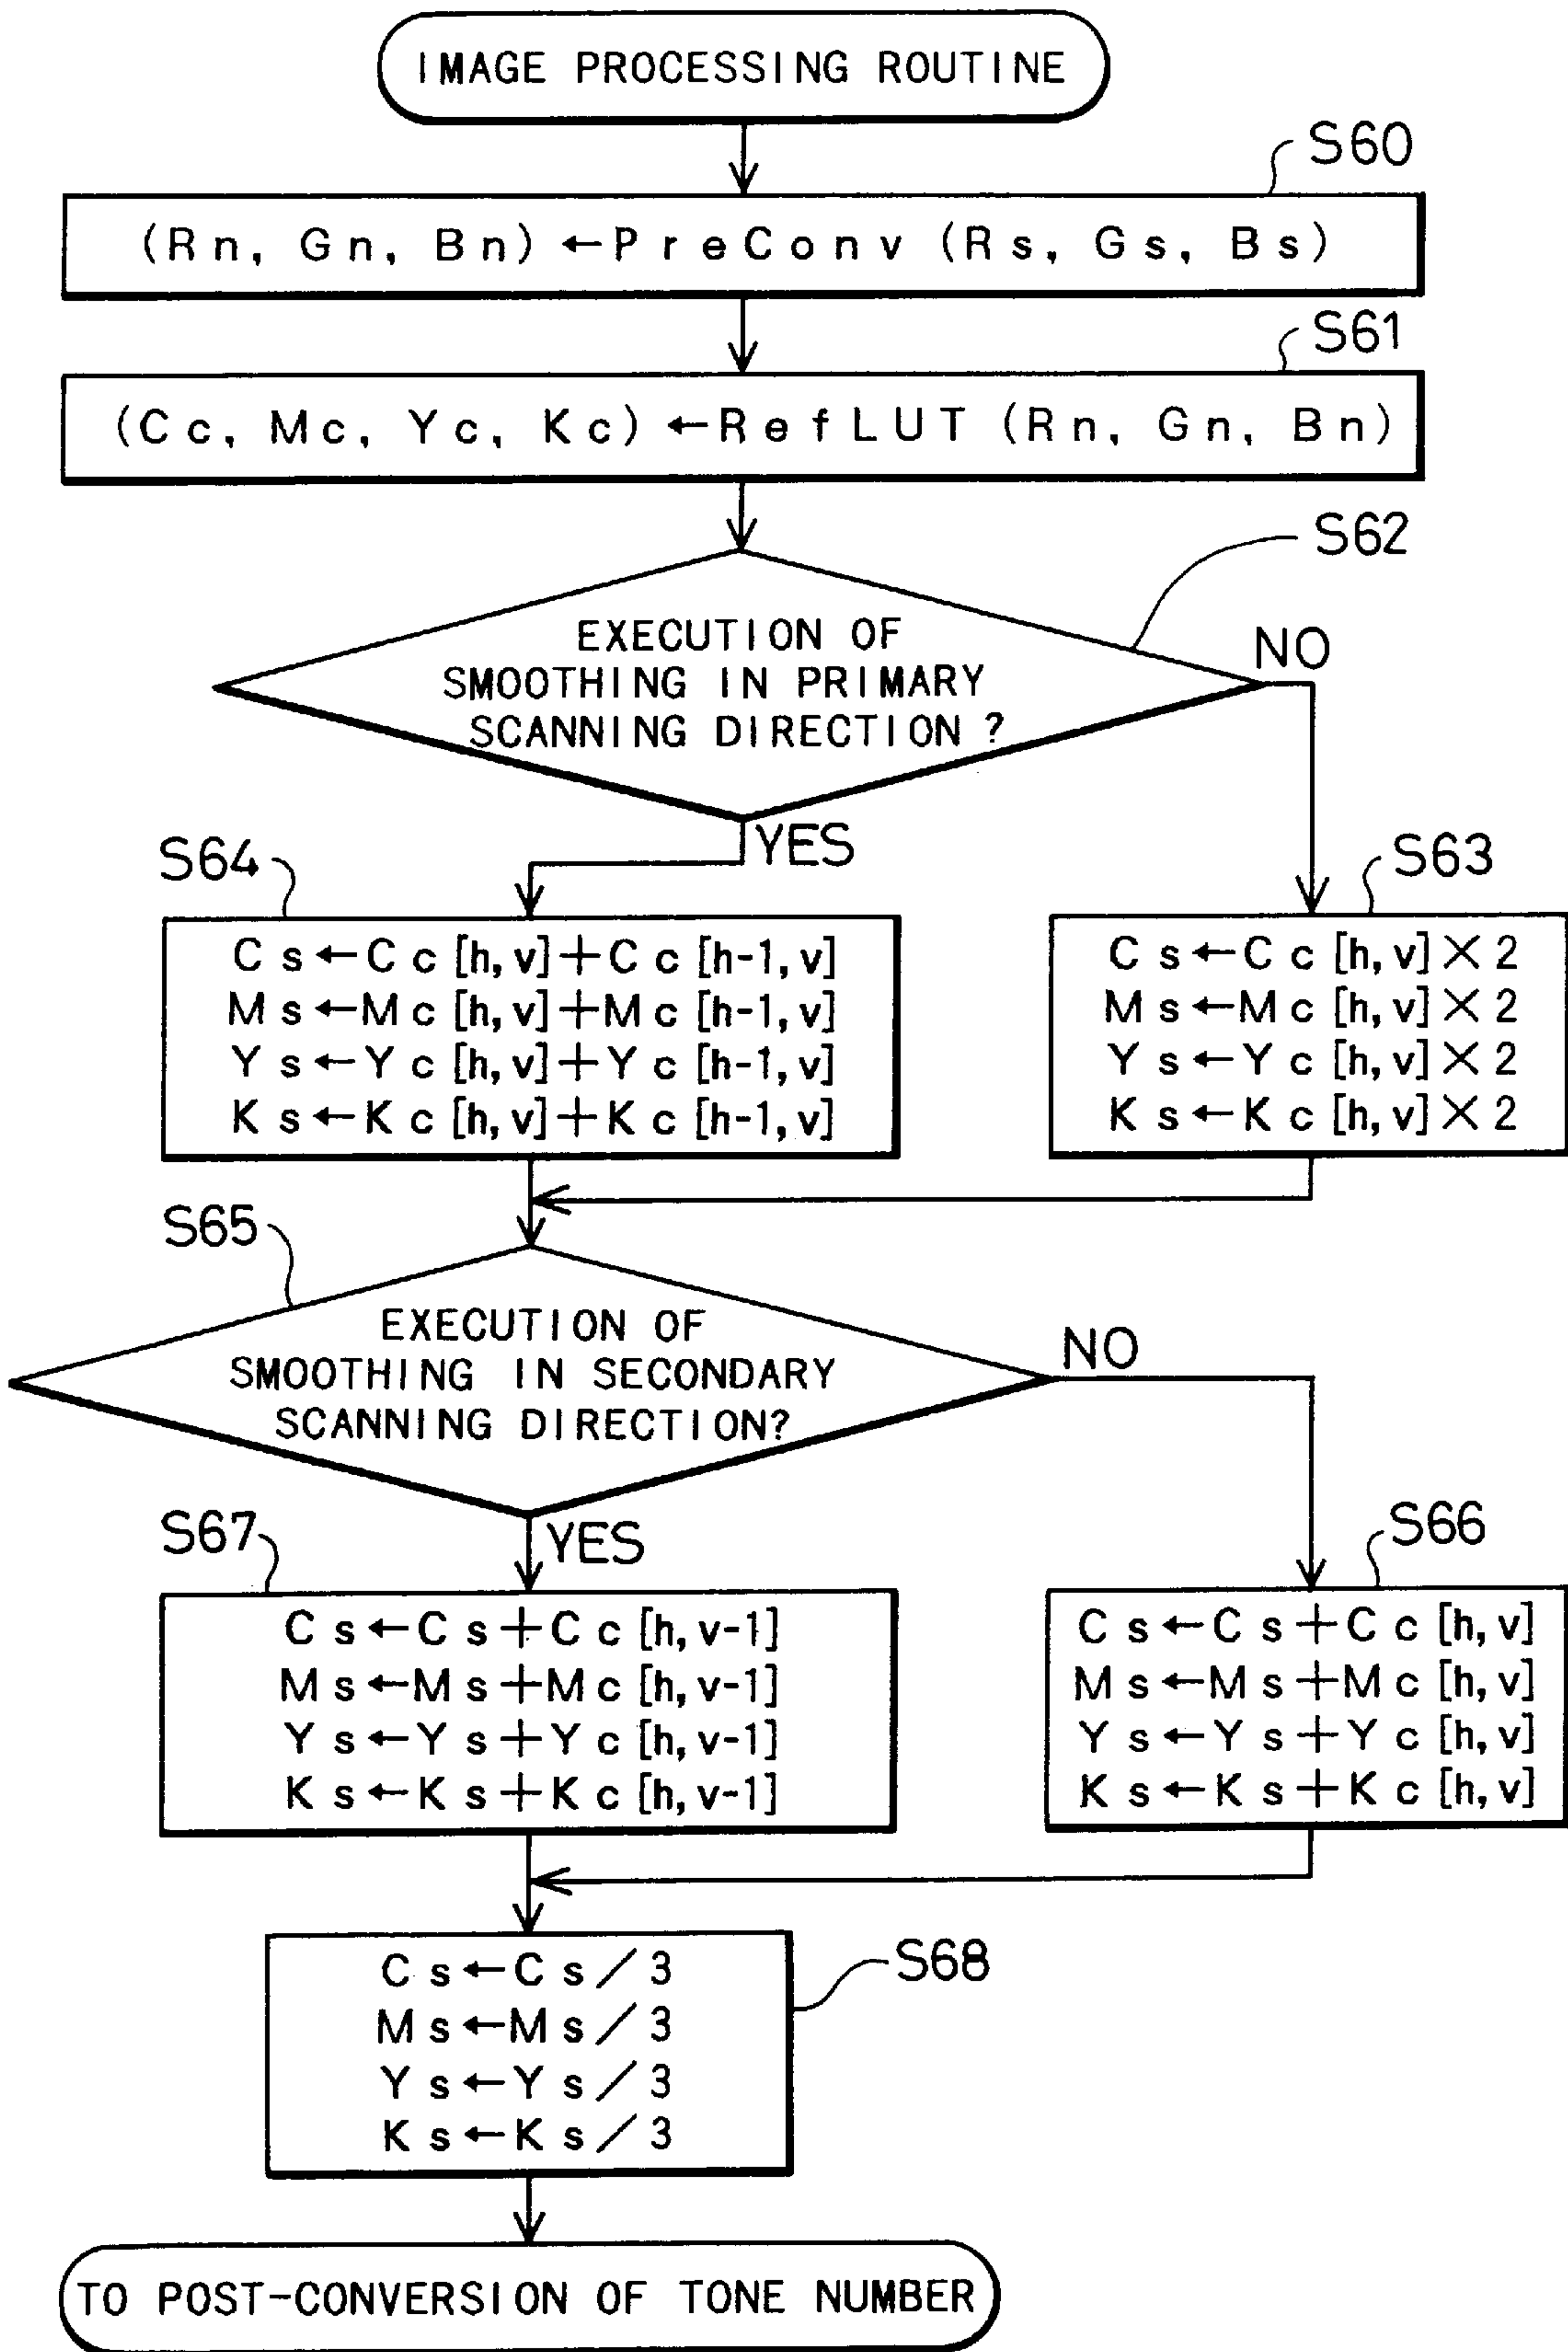 IMAGE PROCESSING ROUTINE
S60
(Rn, Gn, Bn) ←PreConv (Rs, Gs, Bs)
S61
(Cc, Mc, Yc, Kc) ←RefLUT (Rn, Gn, Bn)
S62
EXECUTION OF
SMOOTHING IN PRIMARY
SCANNING DIRECTION ?
NO
YES
S64
Cs←Cc [h, v]+Cc [h-1, v]
Ms←Mc [h, v]+Mc [h-1, v]
Ys←Yc [h, v]+Yc [h-1, v]
Ks←Kc [h, v]+Kc [h-1, v]
S63
Cs←Cc [h, v]×2
Ms←Mc [h, v]×2
Ys←Yc [h, v]×2
Ks←Kc [h, v]×2
S65
EXECUTION OF
SMOOTHING IN SECONDARY
SCANNING DIRECTION?
NO
YES
S67
Cs←Cs+Cc [h, v-1]
Ms←Ms+Mc [h, v-1]
Ys←Ys+Yc [h, v-1]
Ks←Ks+Kc [h, v-1]
S66
Cs←Cs+Cc [h, v]
Ms←Ms+Mc [h, v]
Ys←Ys+Yc [h, v]
Ks←Ks+Kc [h, v]
S68
Cs←Cs/3
Ms←Ms/3
Ys←Ys/3
Ks←Ks/3
TO POST-CONVERSION OF TONE NUMBER